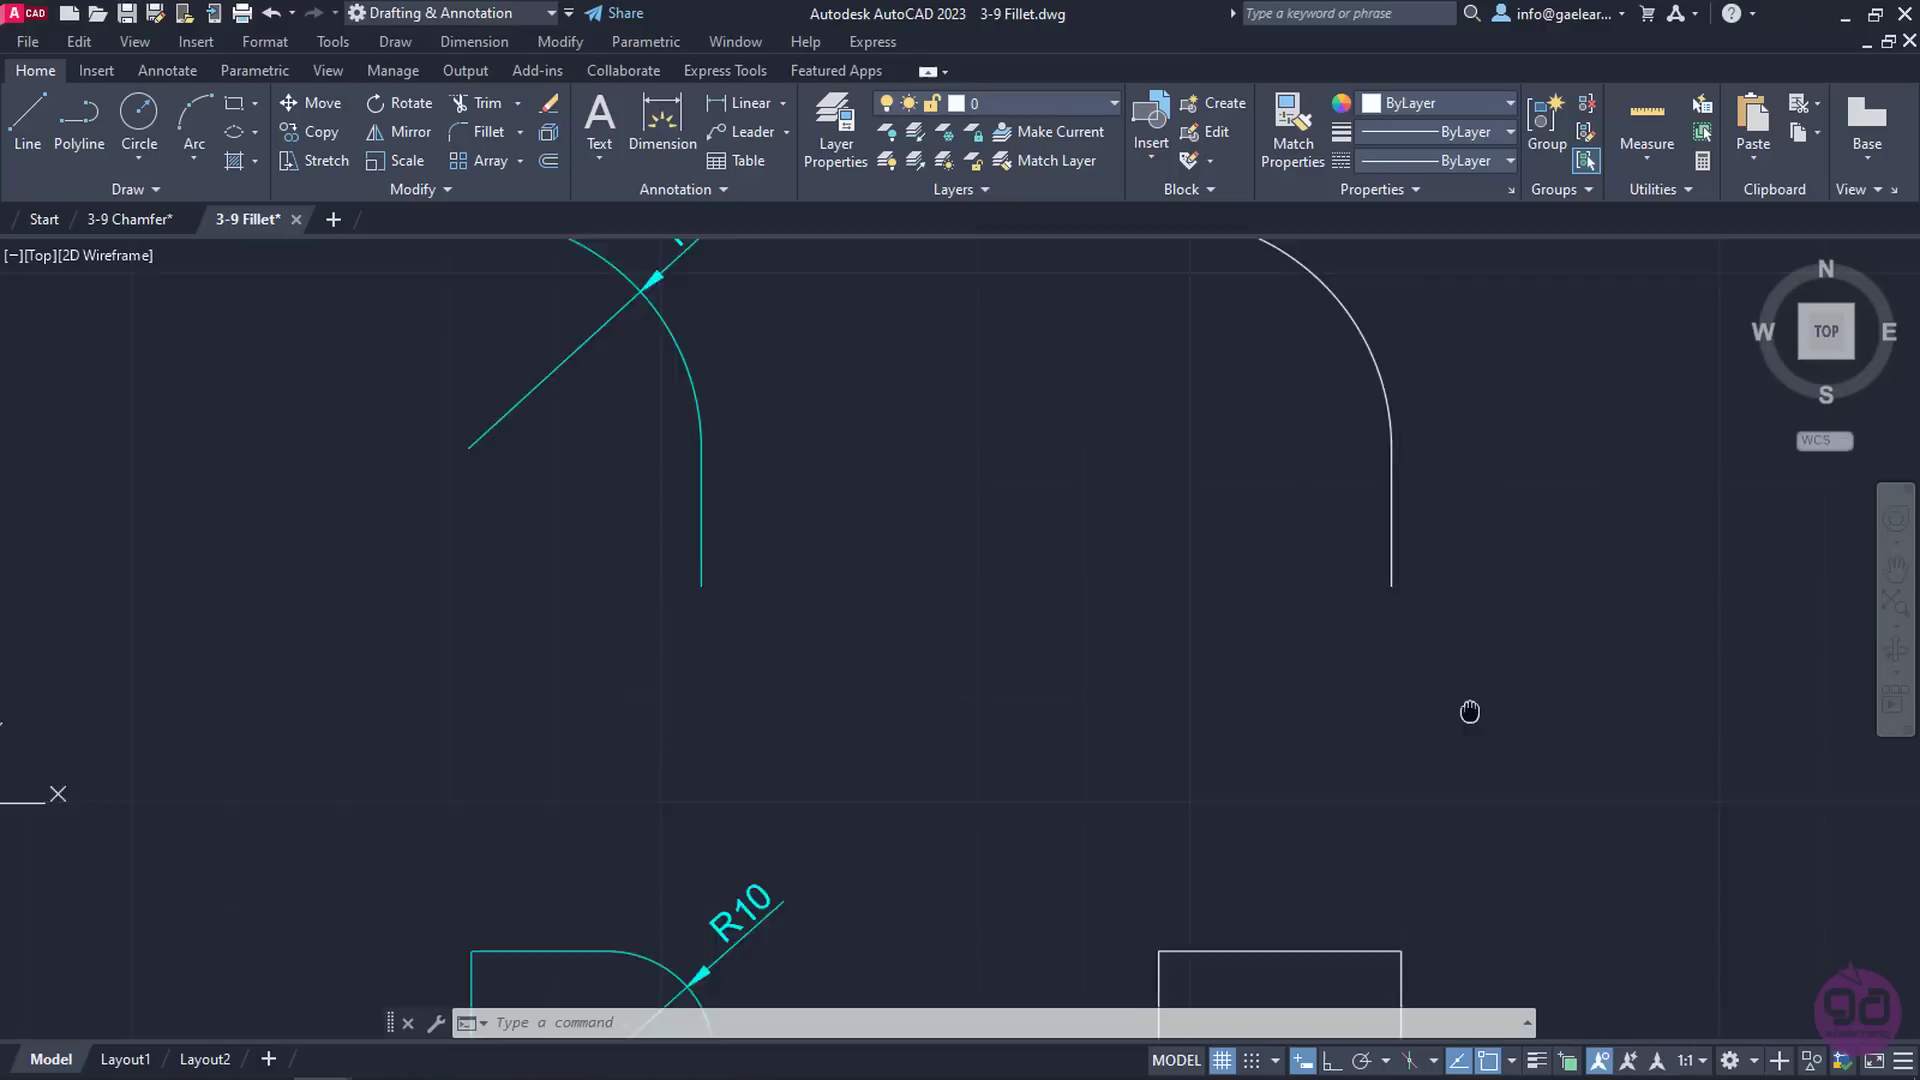 CAD
Drafting & Annotation
Share
Autodesk AutoCAD 2023 3-9 Fillet.dwg
Type a keyword or phrase
info@gaelear...
File Edit View Insert Format Tools Draw Dimension Modify Parametric Window Help Express
Home Insert Annotate Parametric View Manage Output Add-ins Collaborate Express Tools Featured Apps
Line Polyline Circle Arc
Draw
Move Rotate Trim
Copy Mirror Fillet
Stretch Scale Array
Modify
Text Dimension
Linear
Leader
Table
Annotation
Layer Properties
0
Make Current
Match Layer
Layers
Insert
Create
Edit
Block
Match Properties
ByLayer
ByLayer
ByLayer
Properties
Group
Groups
Measure
Utilities
Paste
Clipboard
Base
View
Start 3-9 Chamfer* 3-9 Fillet*
[−][Top][2D Wireframe]
N
W TOP E
S
WCS
X
R10
Type a command
ga
Model Layout1 Layout2
MODEL
1:1